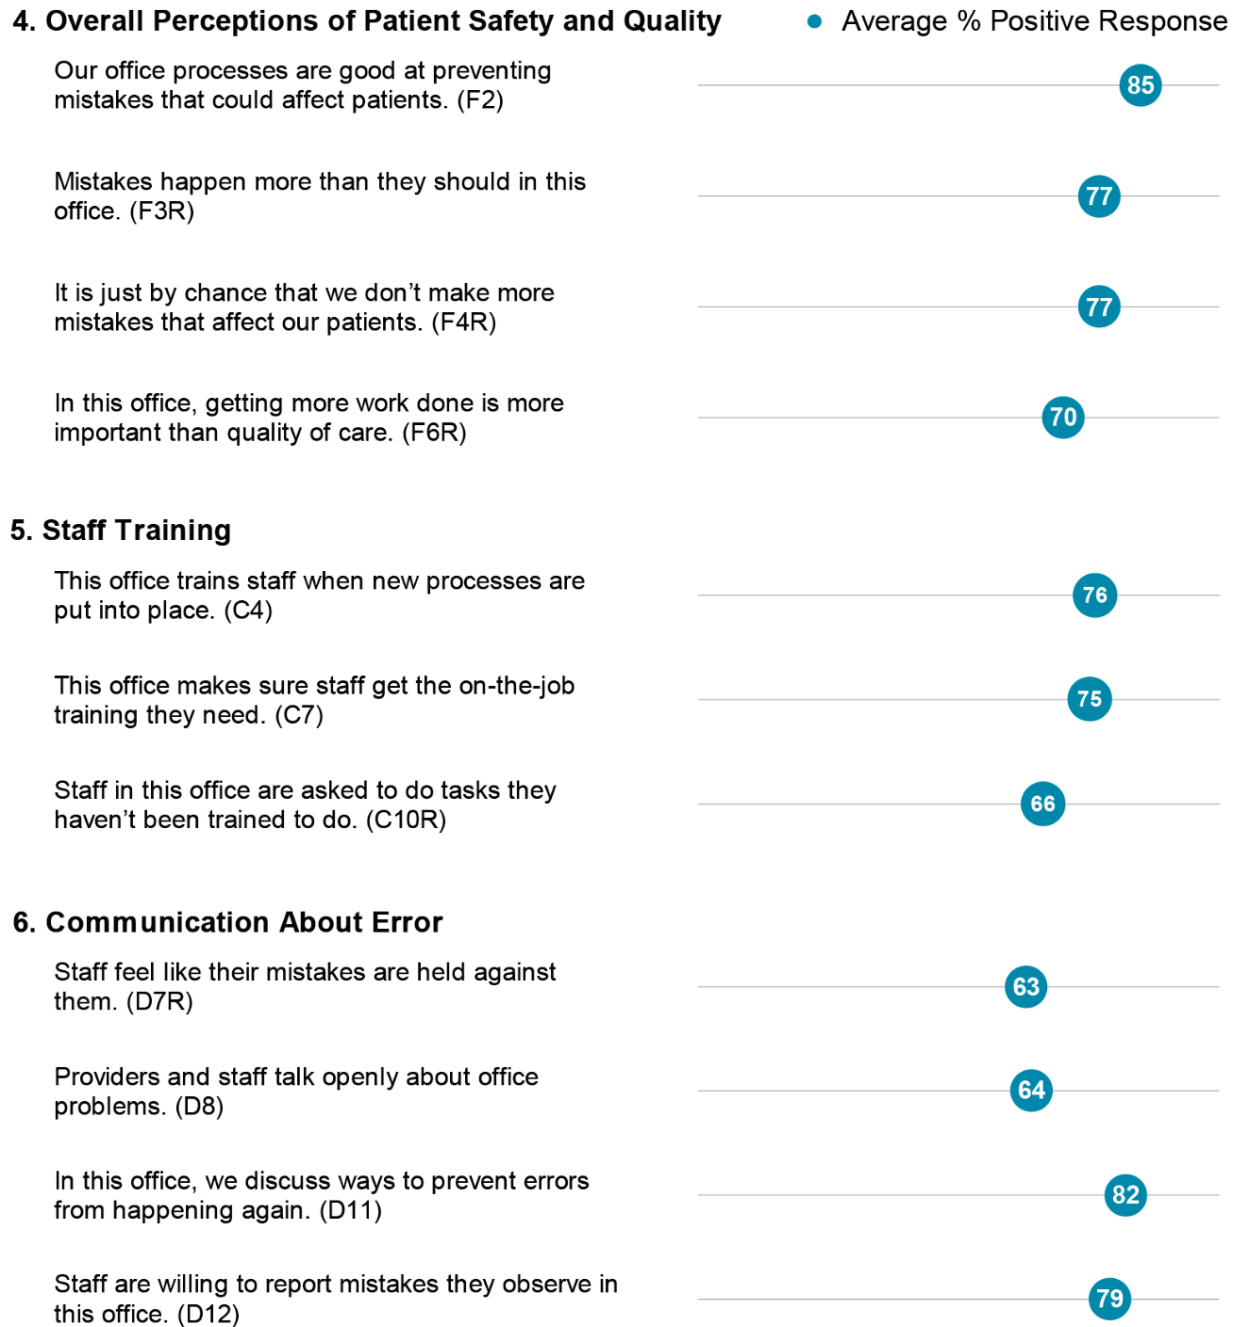 4. Overall Perceptions of Patient Safety and Quality
● Average % Positive Response
Our office processes are good at preventing
mistakes that could affect patients. (F2)
85
Mistakes happen more than they should in this
office. (F3R)
77
It is just by chance that we don’t make more
mistakes that affect our patients. (F4R)
77
In this office, getting more work done is more
important than quality of care. (F6R)
70
5. Staff Training
This office trains staff when new processes are
put into place. (C4)
76
This office makes sure staff get the on-the-job
training they need. (C7)
75
Staff in this office are asked to do tasks they
haven’t been trained to do. (C10R)
66
6. Communication About Error
Staff feel like their mistakes are held against
them. (D7R)
63
Providers and staff talk openly about office
problems. (D8)
64
In this office, we discuss ways to prevent errors
from happening again. (D11)
82
Staff are willing to report mistakes they observe in
this office. (D12)
79